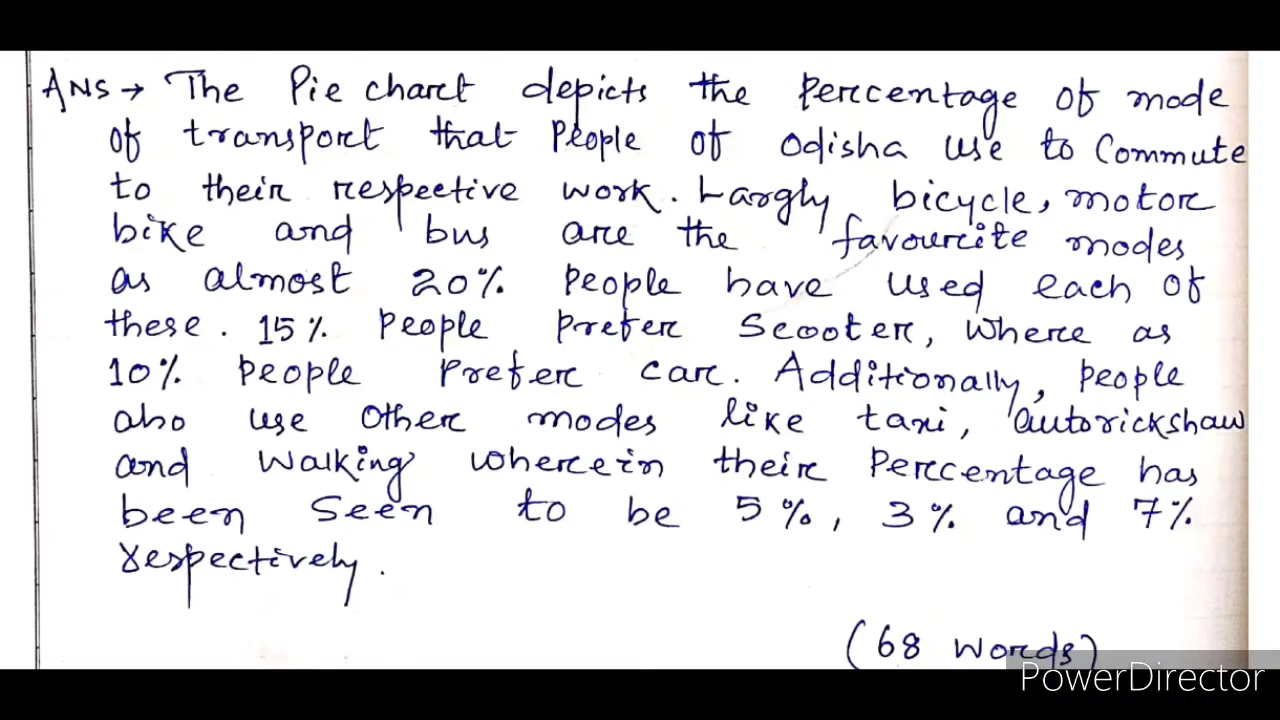 Ans → The Pie chart depicts the percentage of mode
of transport that people of Odisha use to commute
to their respective work. Largly bicycle, motor
bike and bus are the favourite modes
as almost 20% people have used each of
these. 15% people prefer scooter, where as
10% people prefer car. Additionally, people
also use other modes like taxi, autorickshaw
and walking wherein their percentage has
been seen to be 5%, 3% and 7%
respectively.
(68 words)
PowerDirector